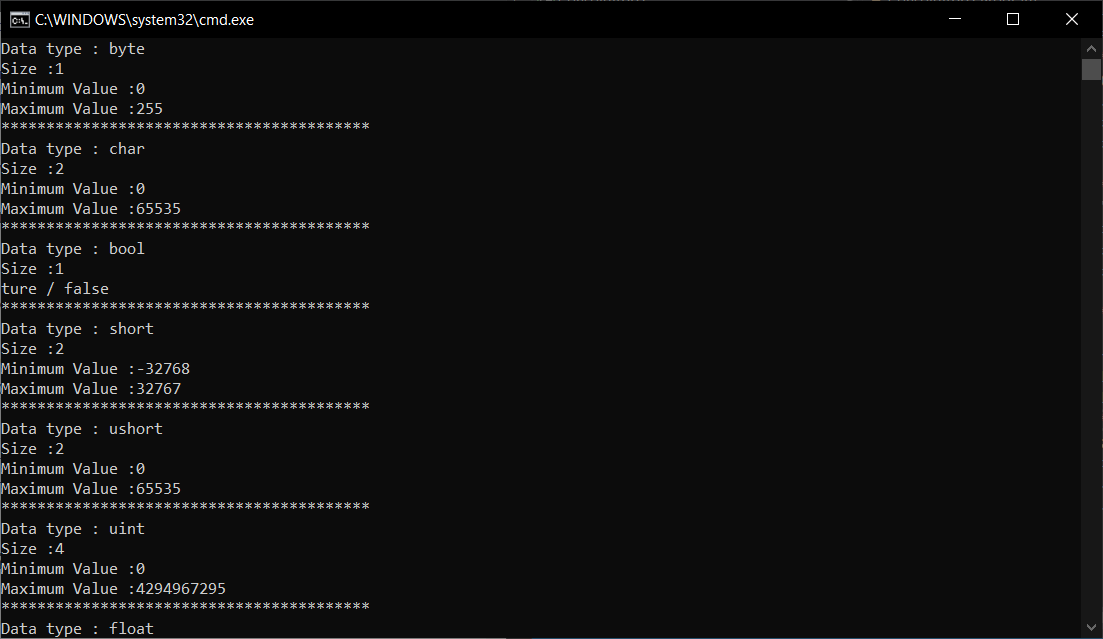 C:\WINDOWS\system32\cmd.exe
Data type : byte
Size :1
Minimum Value :0
Maximum Value :255
*****************************************
Data type : char
Size :2
Minimum Value :0
Maximum Value :65535
*****************************************
Data type : bool
Size :1
ture / false
*****************************************
Data type : short
Size :2
Minimum Value :-32768
Maximum Value :32767
*****************************************
Data type : ushort
Size :2
Minimum Value :0
Maximum Value :65535
*****************************************
Data type : uint
Size :4
Minimum Value :0
Maximum Value :4294967295
*****************************************
Data type : float